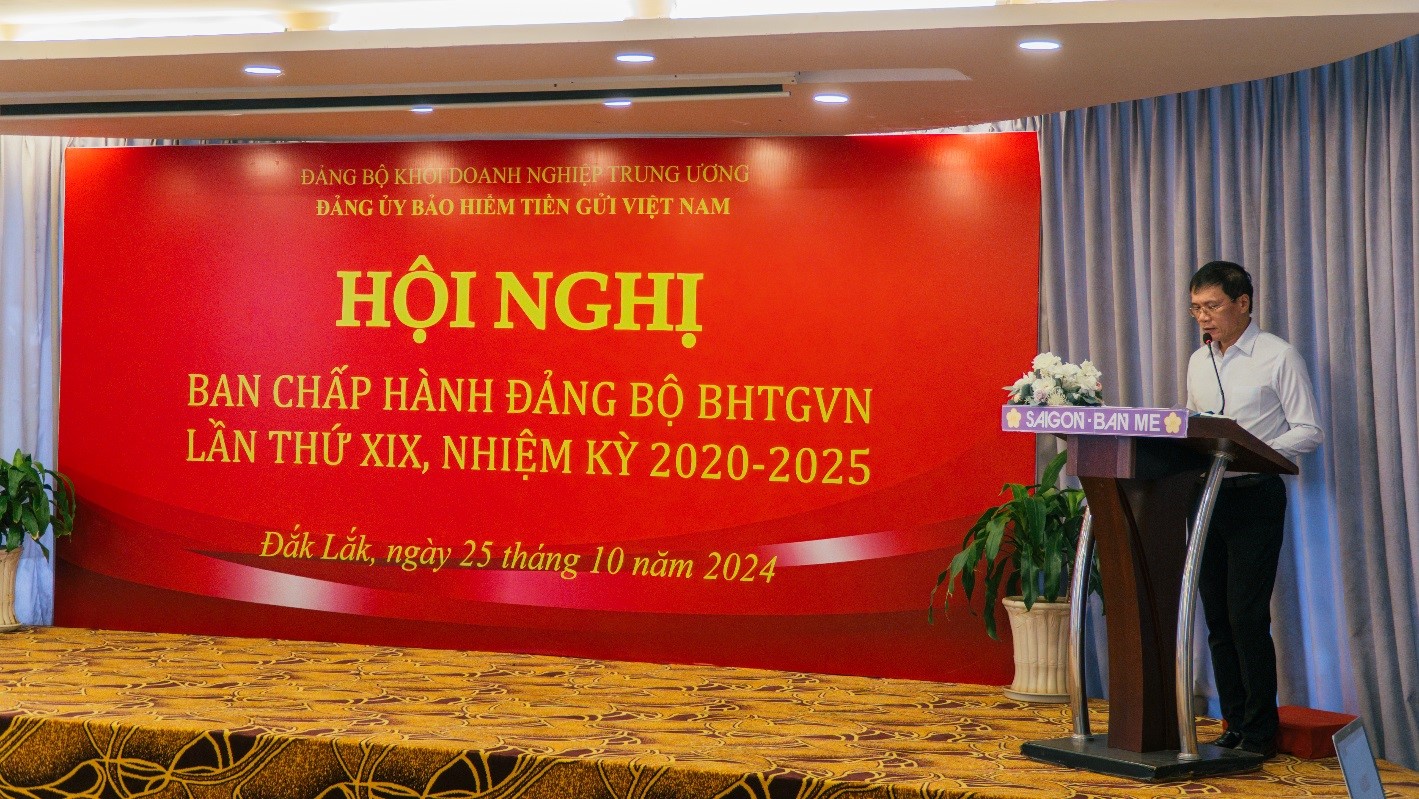 ĐẢNG BỘ KHỐI DOANH NGHIỆP TRUNG ƯƠNG
ĐẢNG ỦY BẢO HIỂM TIỀN GỬI VIỆT NAM
HỘI NGHỊ
BAN CHẤP HÀNH ĐẢNG BỘ BHTGVN
LẦN THỨ XIX, NHIỆM KỲ 2020-2025
Đắk Lắk, ngày 25 tháng 10 năm 2024
SAIGON·BAN ME